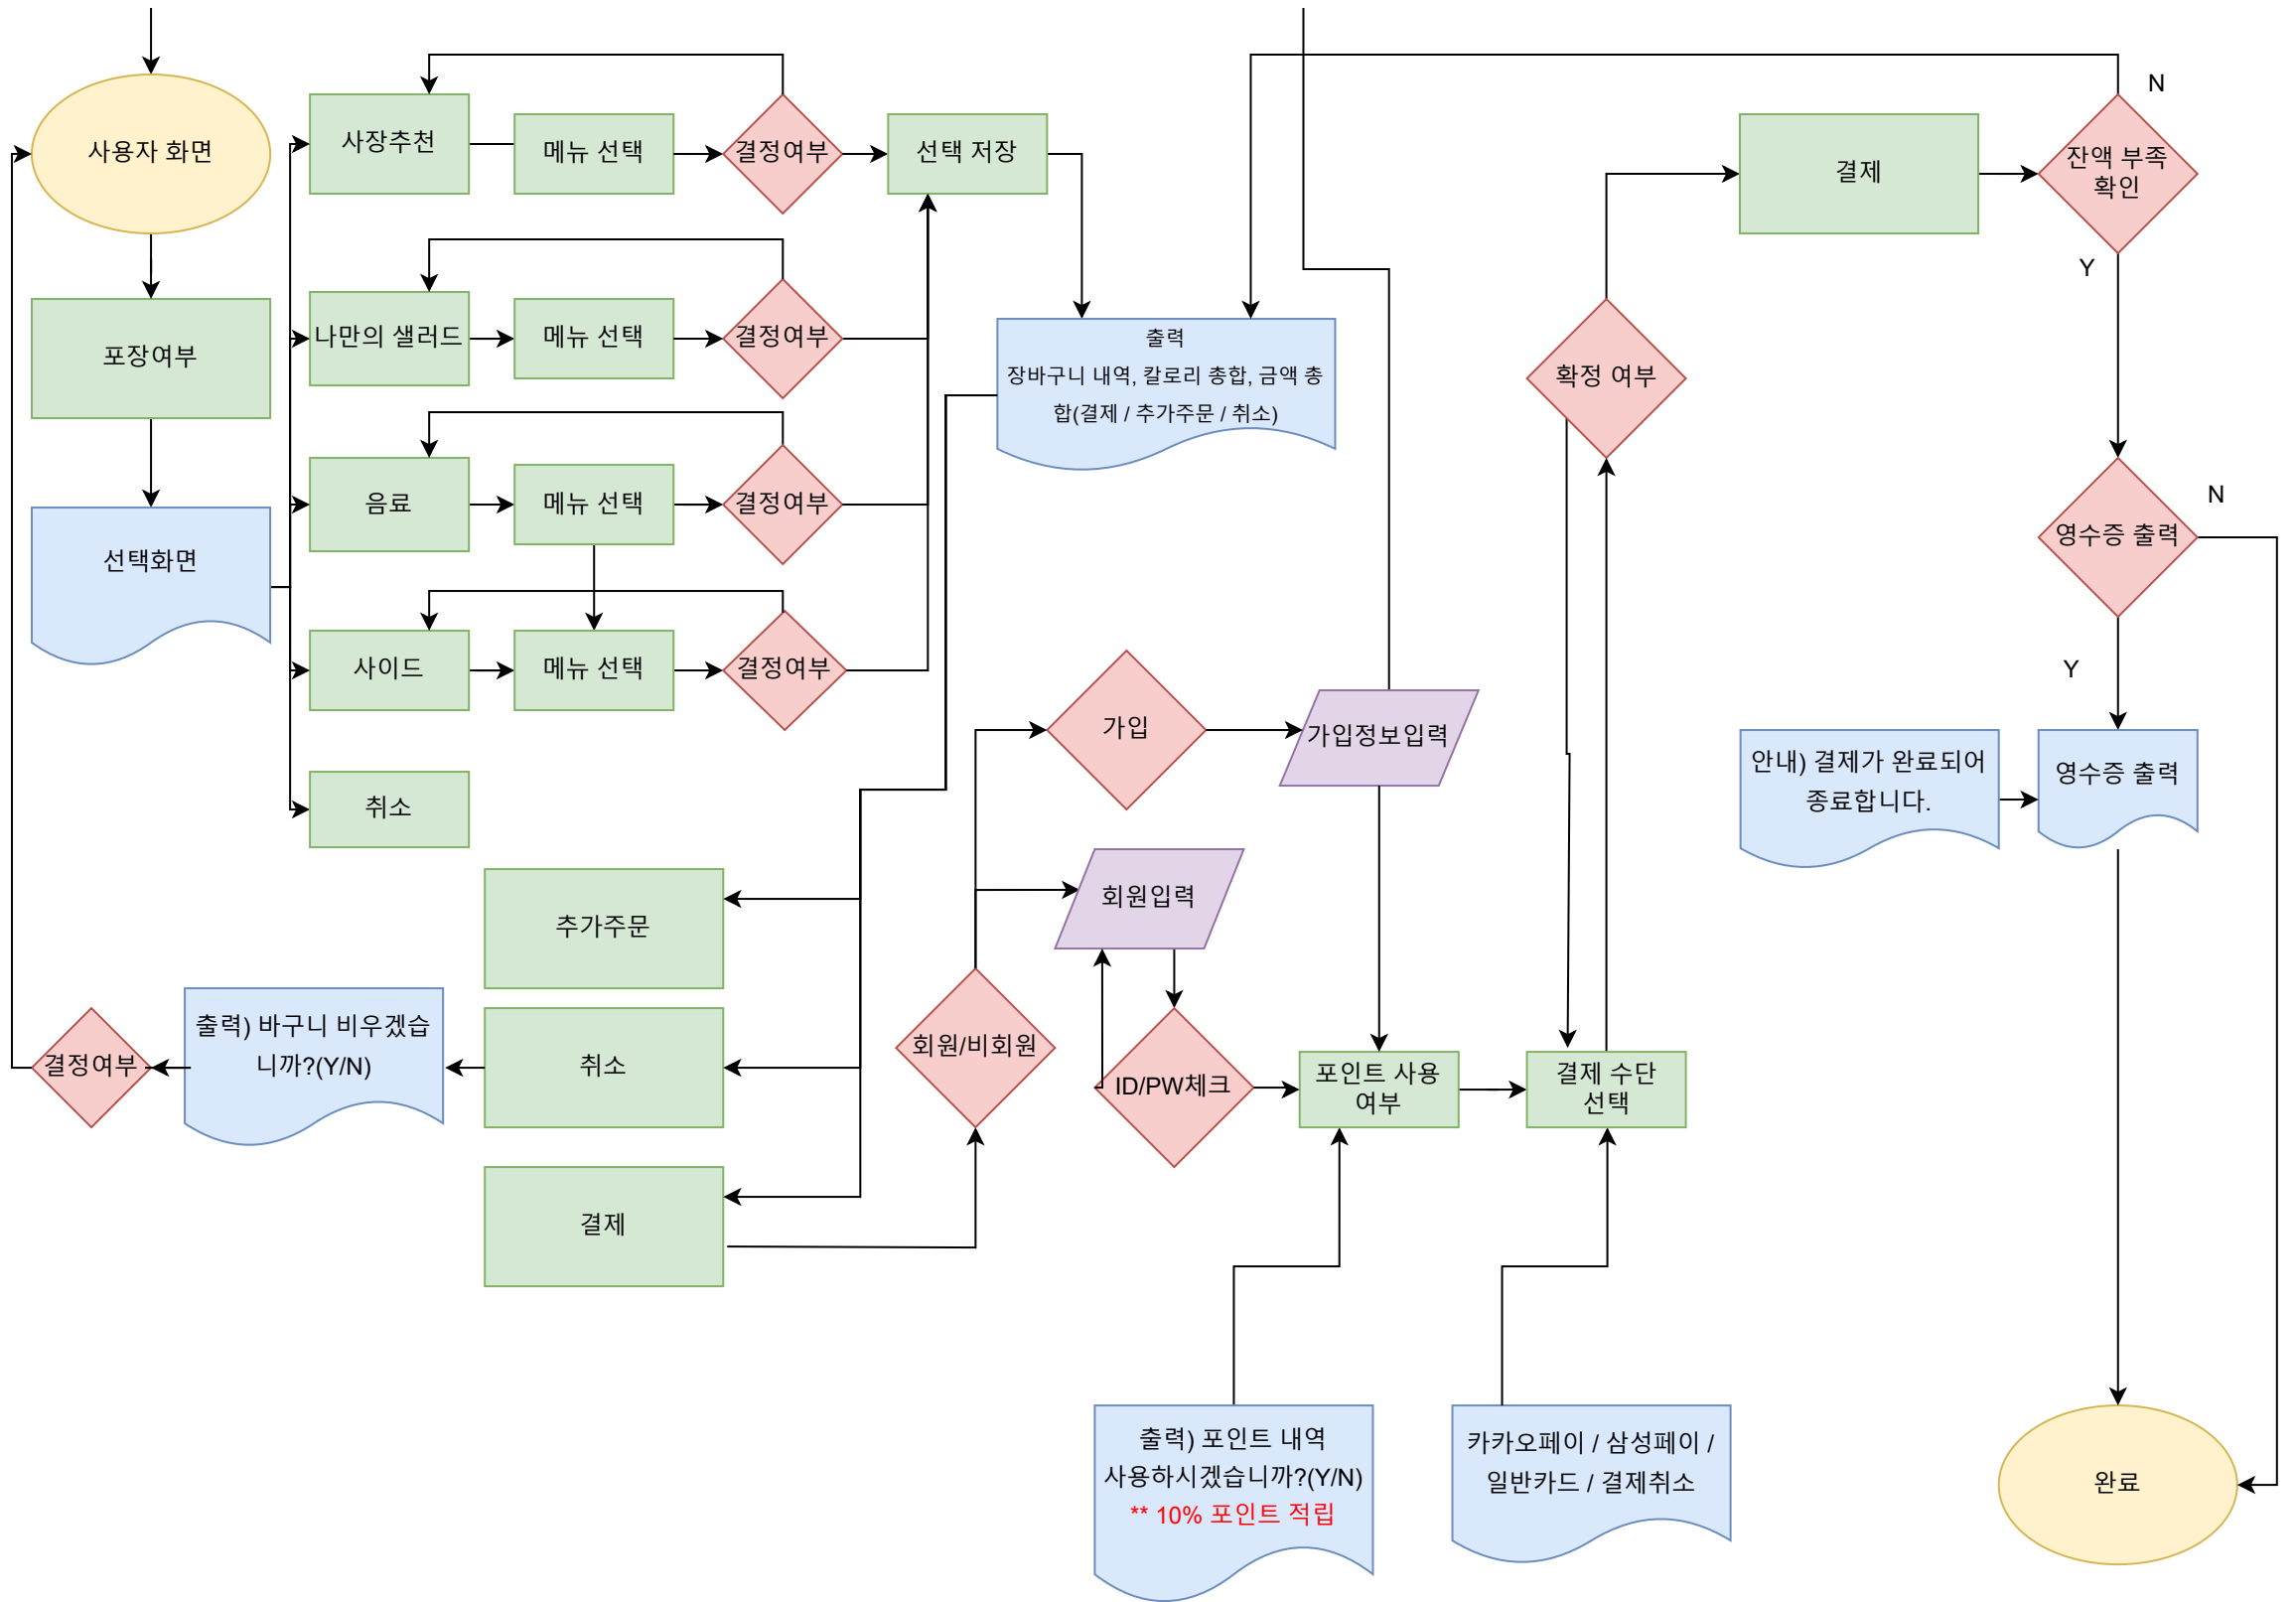 사용자 화면
포장여부
선택화면
사장추천
메뉴 선택
결정여부
선택 저장
나만의 샐러드
메뉴 선택
결정여부
음료
메뉴 선택
결정여부
사이드
메뉴 선택
결정여부
취소
출력
장바구니 내역, 칼로리 총합, 금액 총
합(결제 / 추가주문 / 취소)
추가주문
취소
결제
출력) 바구니 비우겠습
니까?(Y/N)
결정여부
회원/비회원
가입
가입정보입력
회원입력
ID/PW체크
포인트 사용
여부
결제 수단
선택
출력) 포인트 내역
사용하시겠습니까?(Y/N)
** 10% 포인트 적립
카카오페이 / 삼성페이 /
일반카드 / 결제취소
확정 여부
결제
잔액 부족
확인
N
Y
영수증 출력
N
Y
안내) 결제가 완료되어
종료합니다.
영수증 출력
완료